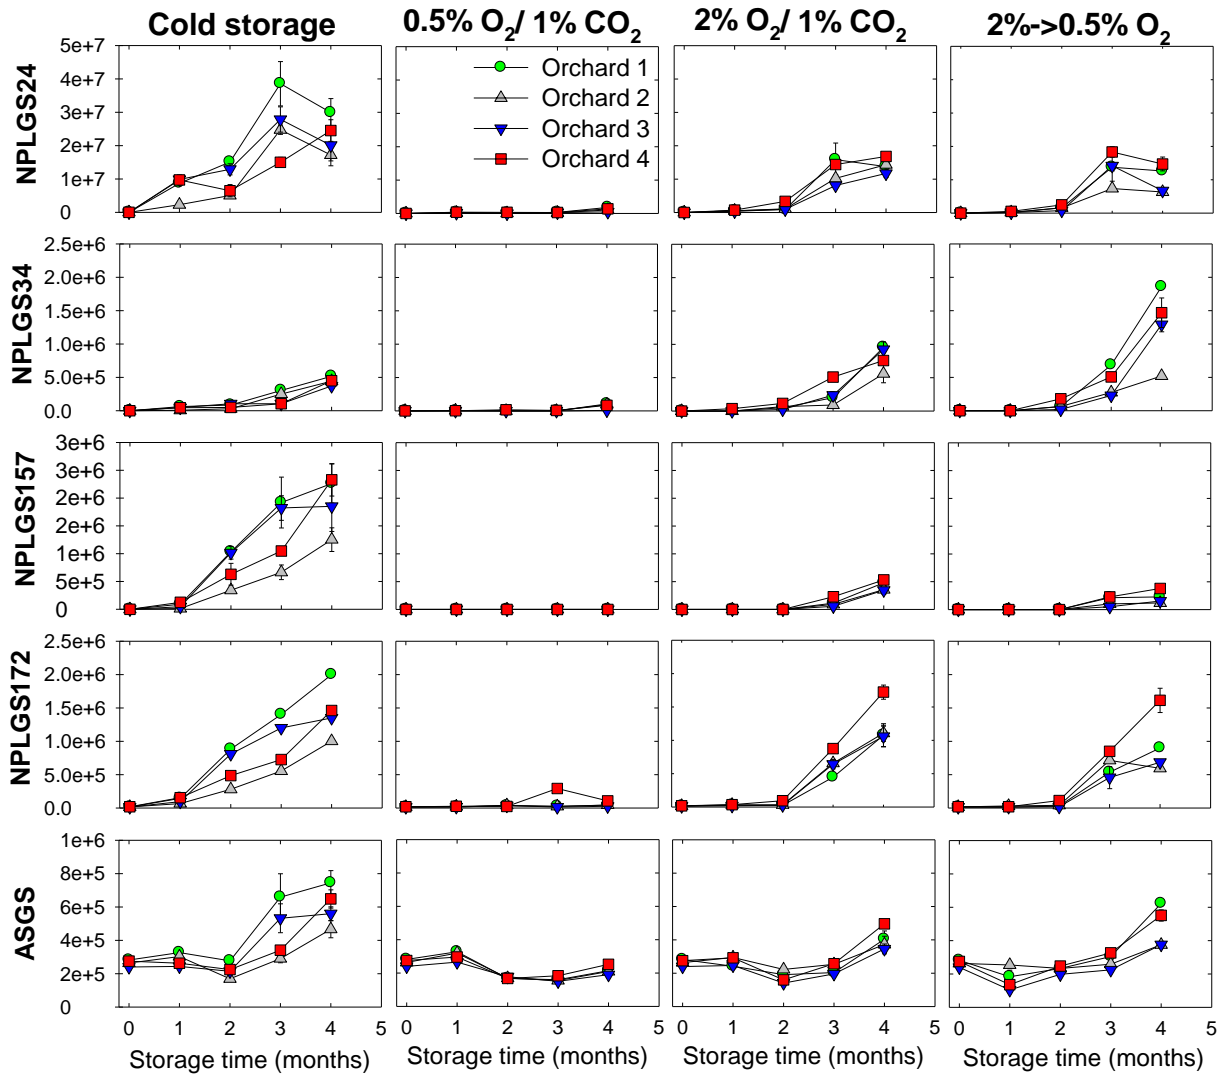 Cold storage
0.5% O2/ 1% CO2
2% O2/ 1% CO2
2%->0.5% O2
NPLGS24
5e+7
4e+7
3e+7
2e+7
1e+7
0
Orchard 1
Orchard 2
Orchard 3
Orchard 4
NPLGS34
2.5e+6
2.0e+6
1.5e+6
1.0e+6
5.0e+5
0.0
NPLGS157
3e+6
3e+6
2e+6
2e+6
1e+6
5e+5
0
NPLGS172
2.5e+6
2.0e+6
1.5e+6
1.0e+6
5.0e+5
0.0
ASGS
1e+6
8e+5
6e+5
4e+5
2e+5
0
0 1 2 3 4 5
0 1 2 3 4 5
0 1 2 3 4 5
0 1 2 3 4 5
Storage time (months)
Storage time (months)
Storage time (months)
Storage time (months)